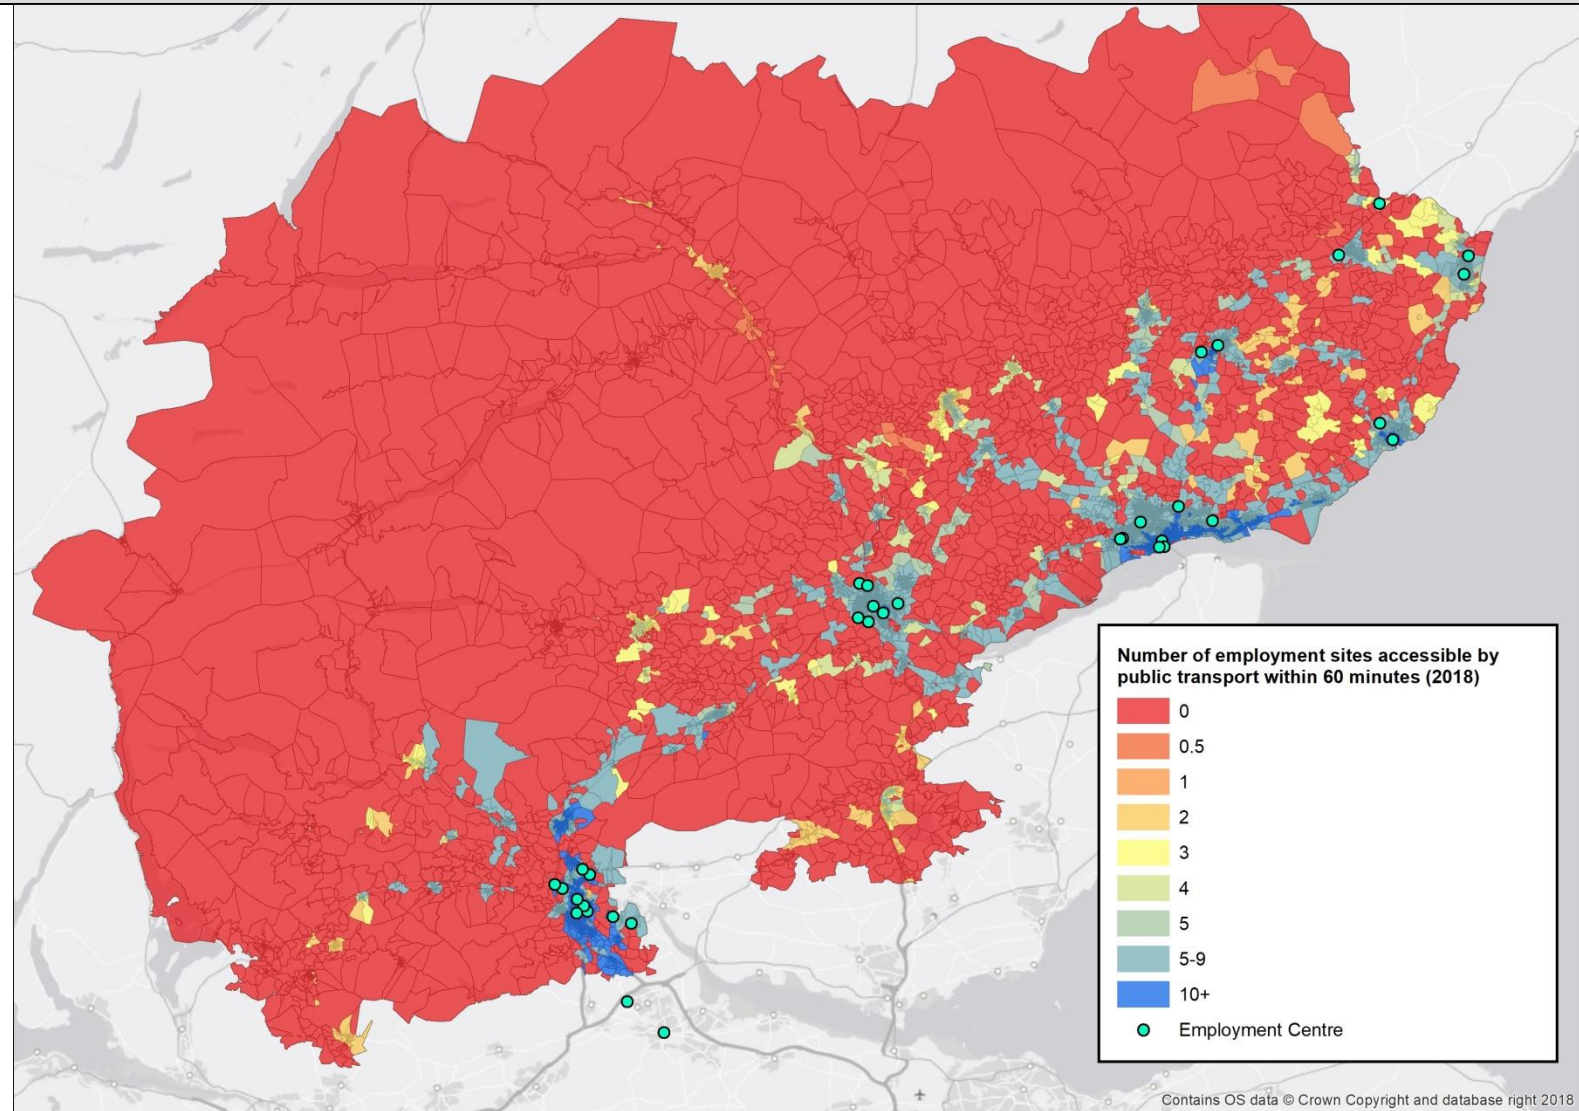 Number of employment sites accessible by
public transport within 60 minutes (2018)
0
0.5
1
2
3
4
5
5-9
10+
Employment Centre
Contains OS data © Crown Copyright and database right 2018